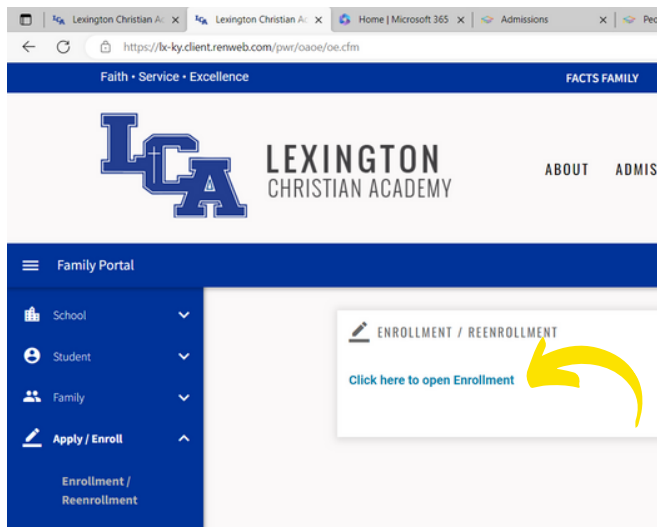 Lexington Christian Ac
Lexington Christian Ac
Home | Microsoft 365
Admissions
Peo
https://lx-ky.client.renweb.com/pwr/oaoe/oe.cfm
Faith • Service • Excellence
FACTS FAMILY
LCA
LEXINGTON
CHRISTIAN ACADEMY
ABOUT
ADMIS
Family Portal
School
Student
Family
Apply / Enroll
Enrollment /
Reenrollment
ENROLLMENT / REENROLLMENT
Click here to open Enrollment